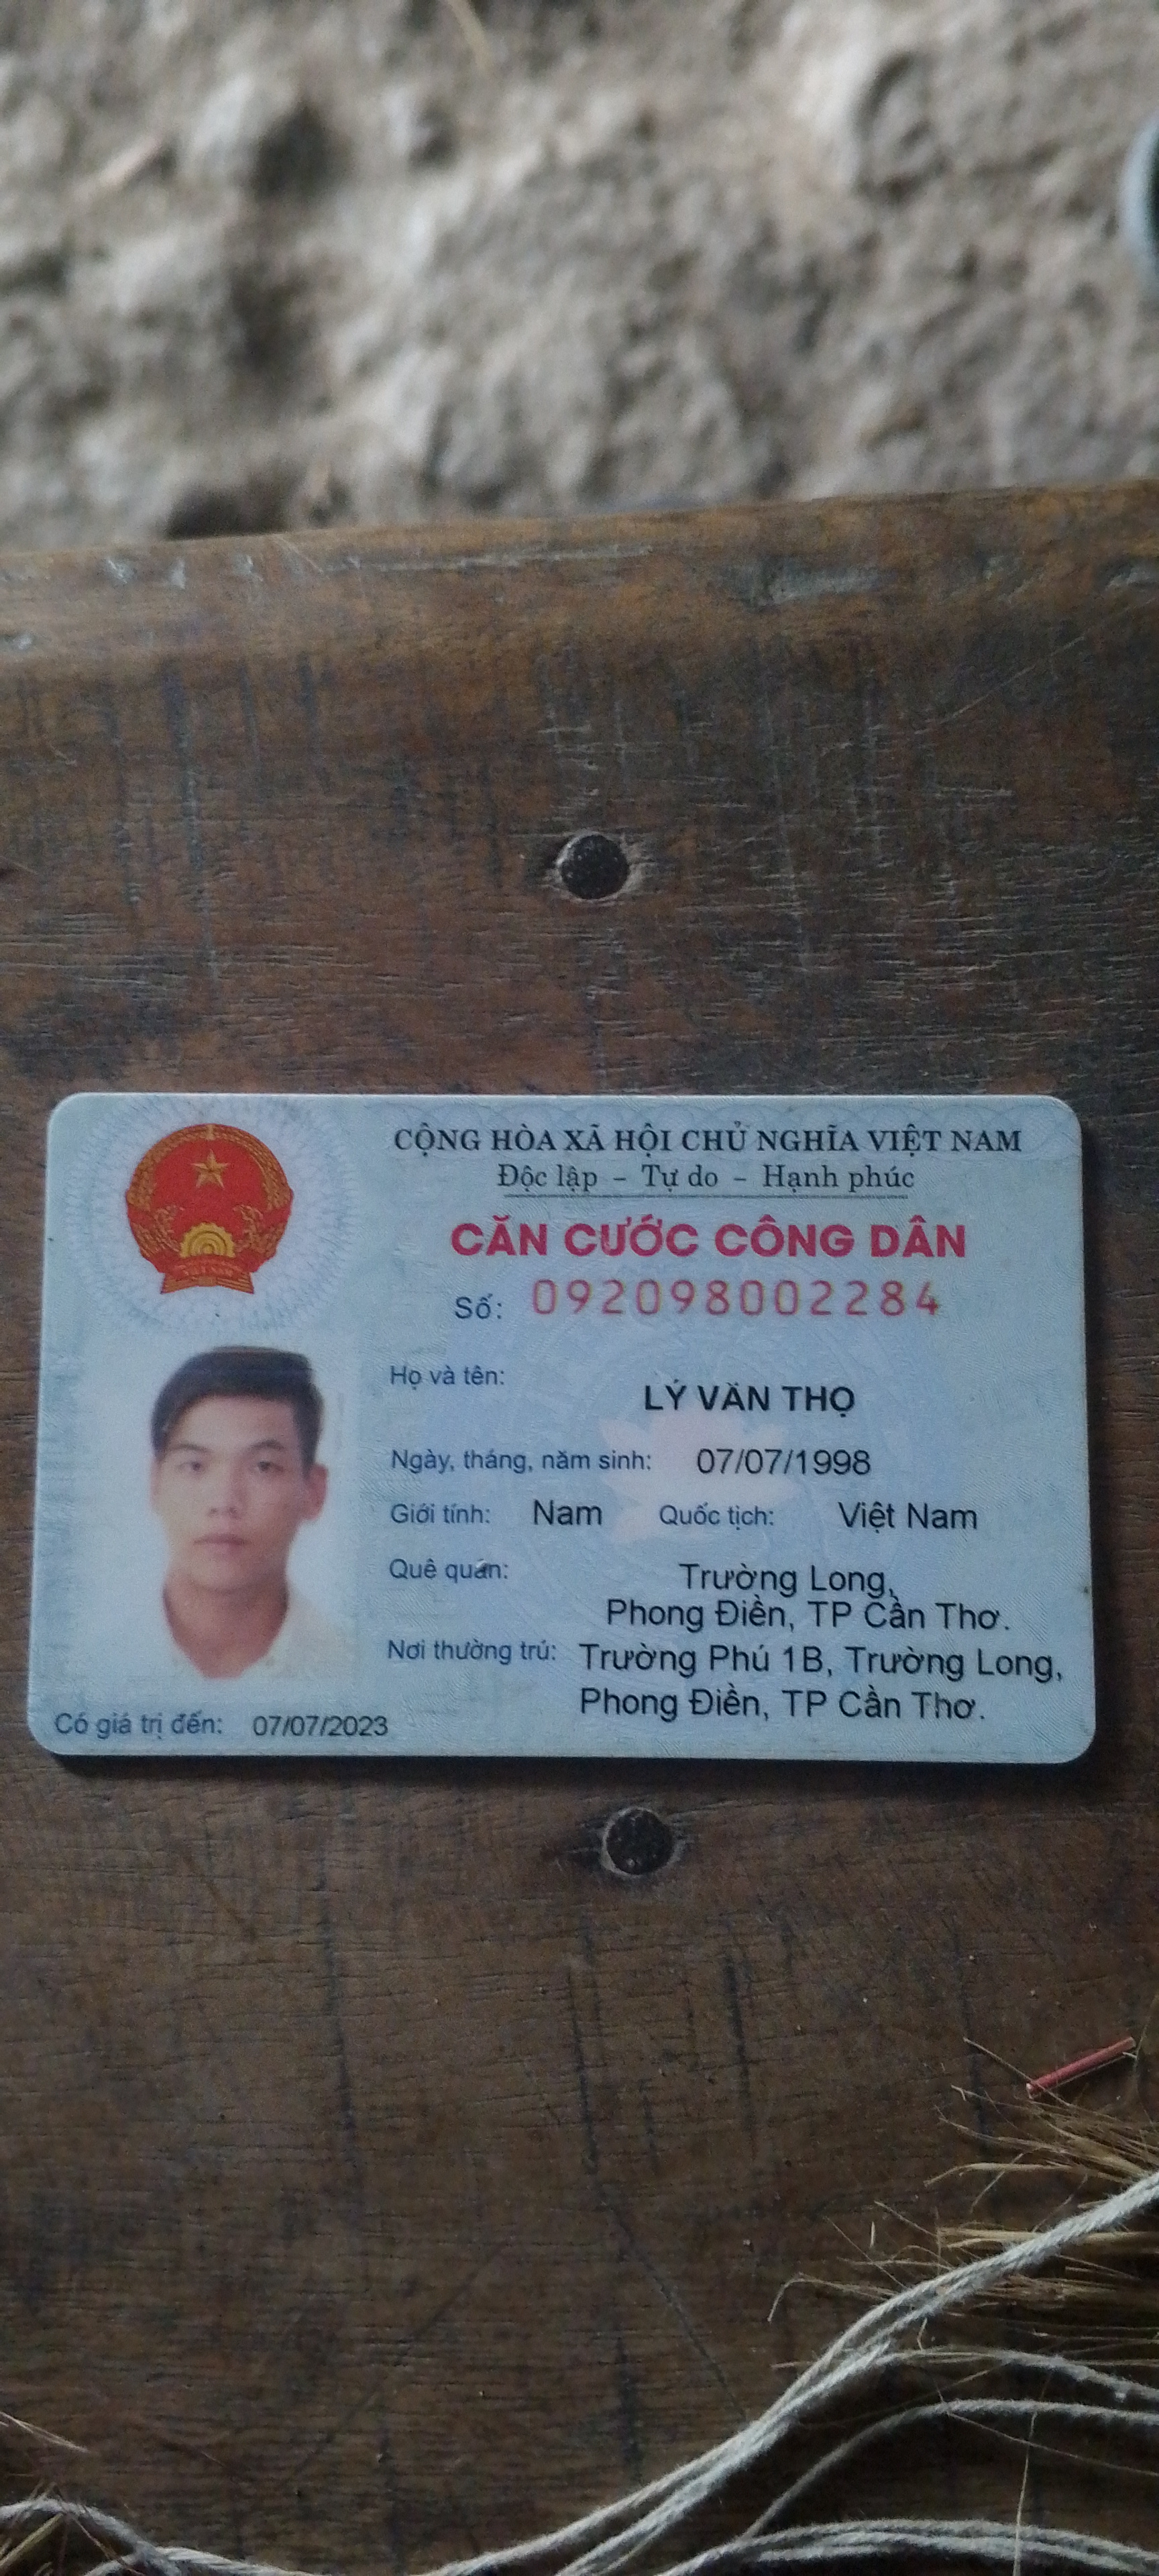 CỘNG HÒA XÃ HỘI CHỦ NGHĨA VIỆT NAM
Độc lập – Tự do – Hạnh phúc
CĂN CƯỚC CÔNG DÂN
Số: 092098002284
Họ và tên:
LÝ VĂN THỌ
Ngày, tháng, năm sinh: 07/07/1998
Giới tính: Nam Quốc tịch: Việt Nam
Quê quán: Trường Long,
Phong Điền, TP Cần Thơ.
Nơi thường trú: Trường Phú 1B, Trường Long,
Phong Điền, TP Cần Thơ.
Có giá trị đến: 07/07/2023